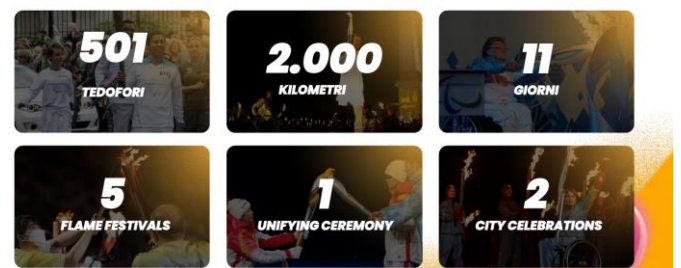 501
TEDOFORI
2.000
KILOMETRI
11
GIORNI
5
FLAME FESTIVALS
1
UNIFYING CEREMONY
2
CITY CELEBRATIONS